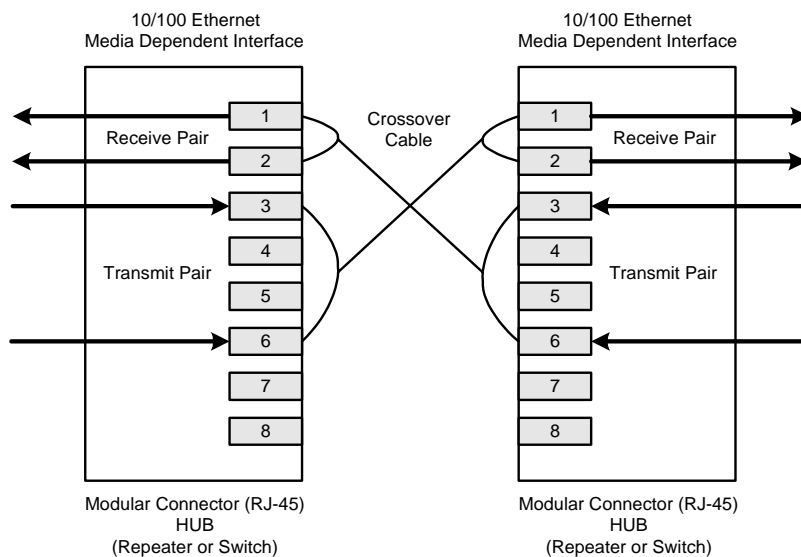 10/100 Ethernet
Media Dependent Interface
1
Receive Pair
2
3
4
Transmit Pair
5
6
7
8
Modular Connector (RJ-45)
HUB
(Repeater or Switch)
Crossover
Cable
10/100 Ethernet
Media Dependent Interface
1
Receive Pair
2
3
4
Transmit Pair
5
6
7
8
Modular Connector (RJ-45)
HUB
(Repeater or Switch)